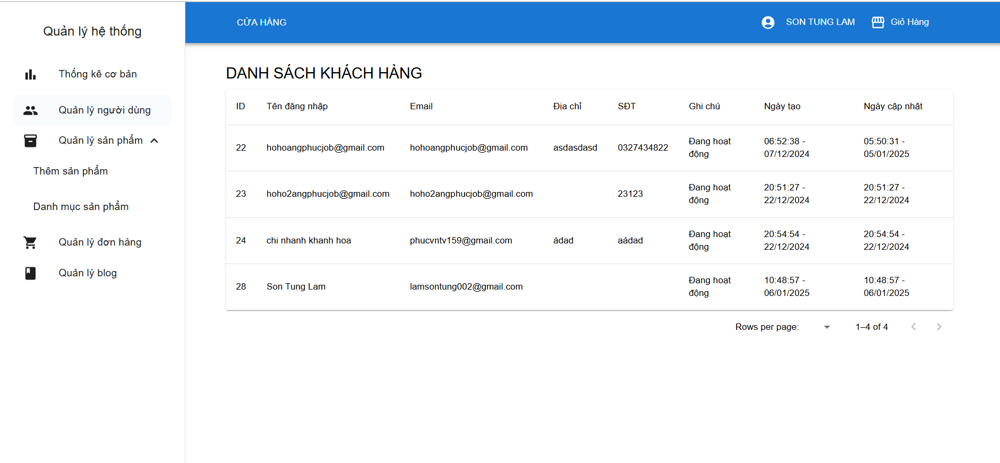 Quản lý hệ thống
Thống kê cơ bản
Quản lý người dùng
Quản lý sản phẩm
Thêm sản phẩm
Danh mục sản phẩm
Quản lý đơn hàng
Quản lý blog
CỬA HÀNG
SON TUNG LAM
Giỏ Hàng
DANH SÁCH KHÁCH HÀNG
ID Tên đăng nhập Email Địa chỉ SĐT Ghi chú Ngày tạo Ngày cập nhật
22 hohoangphucjob@gmail.com hohoangphucjob@gmail.com asdasdasd 0327434822 Đang hoạt động 06:52:38 - 07/12/2024 05:50:31 - 05/01/2025
23 hoho2angphucjob@gmail.com hoho2angphucjob@gmail.com 23123 Đang hoạt động 20:51:27 - 22/12/2024 20:51:27 - 22/12/2024
24 chi nhanh khanh hoa phucvntv159@gmail.com ádad aádad Đang hoạt động 20:54:54 - 22/12/2024 20:54:54 - 22/12/2024
28 Son Tung Lam lamsontung002@gmail.com Đang hoạt động 10:48:57 - 06/01/2025 10:48:57 - 06/01/2025
Rows per page: 1–4 of 4